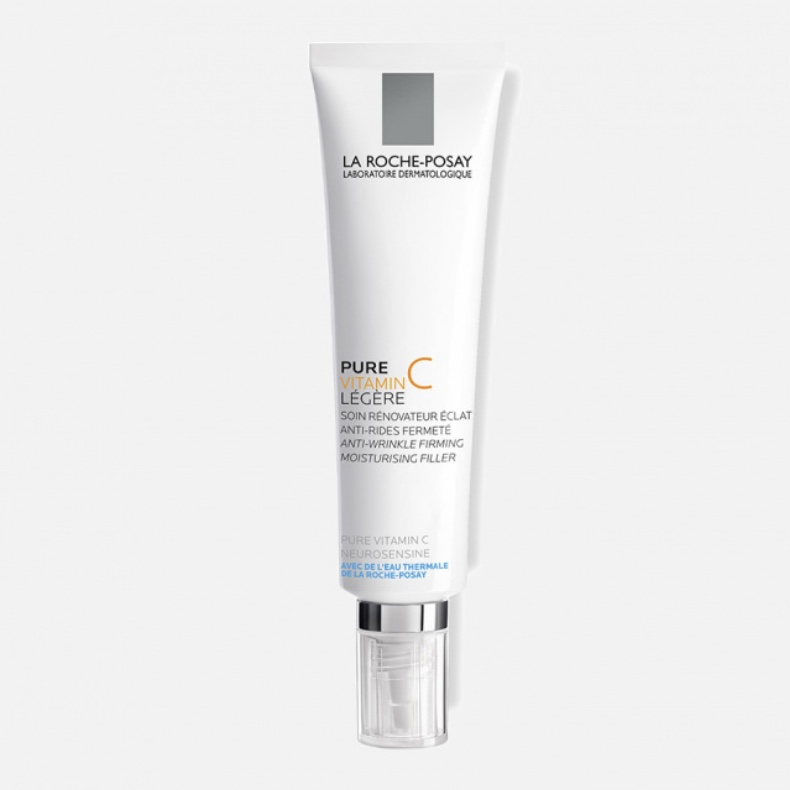 LA ROCHE-POSAY
LABORATOIRE DERMATOLOGIQUE
PURE
VITAMIN C
LÉGÈRE
SOIN RÉNOVATEUR ÉCLAT
ANTI-RIDES FERMETÉ
ANTI-WRINKLE FIRMING
MOISTURISING FILLER
PURE VITAMIN C
NEUROSENSINE
AVEC DE L'EAU THERMALE
DE LA ROCHE-POSAY